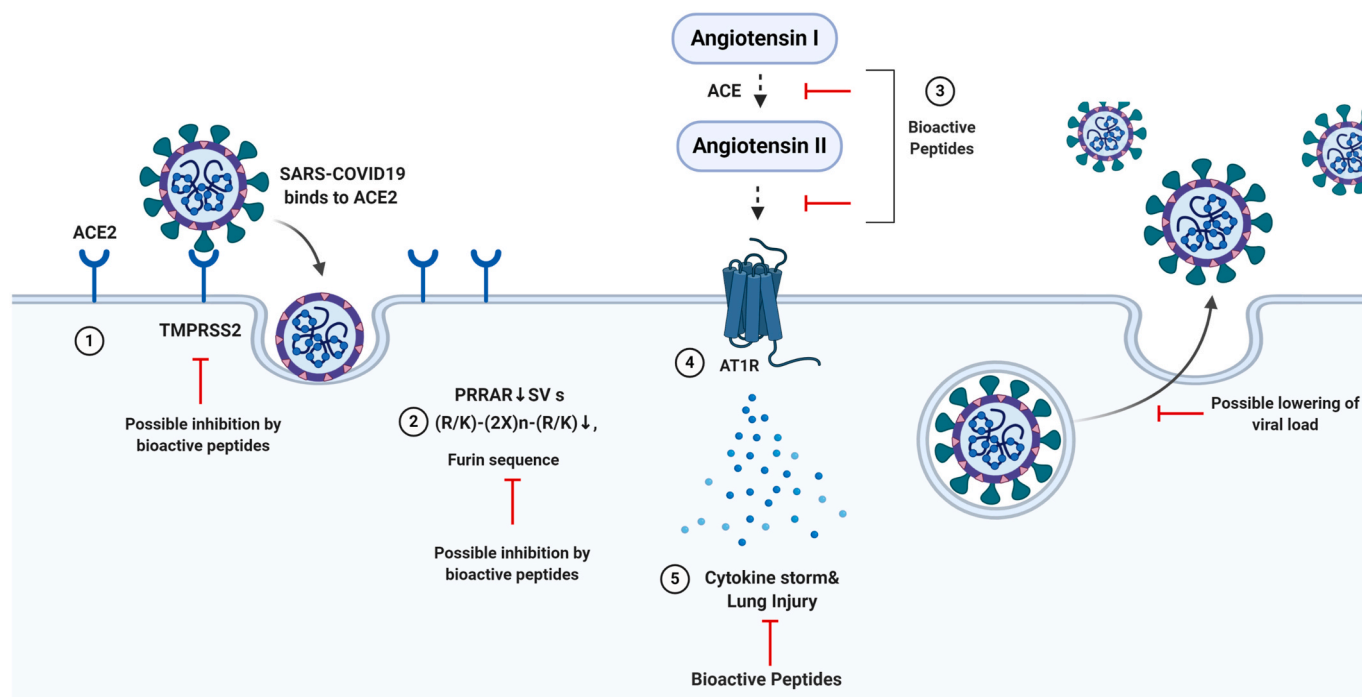 Angiotensin I
ACE
3
Bioactive
Peptides
Angiotensin II
SARS-COVID19
binds to ACE2
ACE2
1
TMPRSS2
Possible inhibition by
bioactive peptides
PRRAR↓SV s
2
(R/K)-(2X)n-(R/K)↓,
Furin sequence
Possible inhibition by
bioactive peptides
4
AT1R
5
Cytokine storm&
Lung Injury
Bioactive Peptides
Possible lowering of
viral load